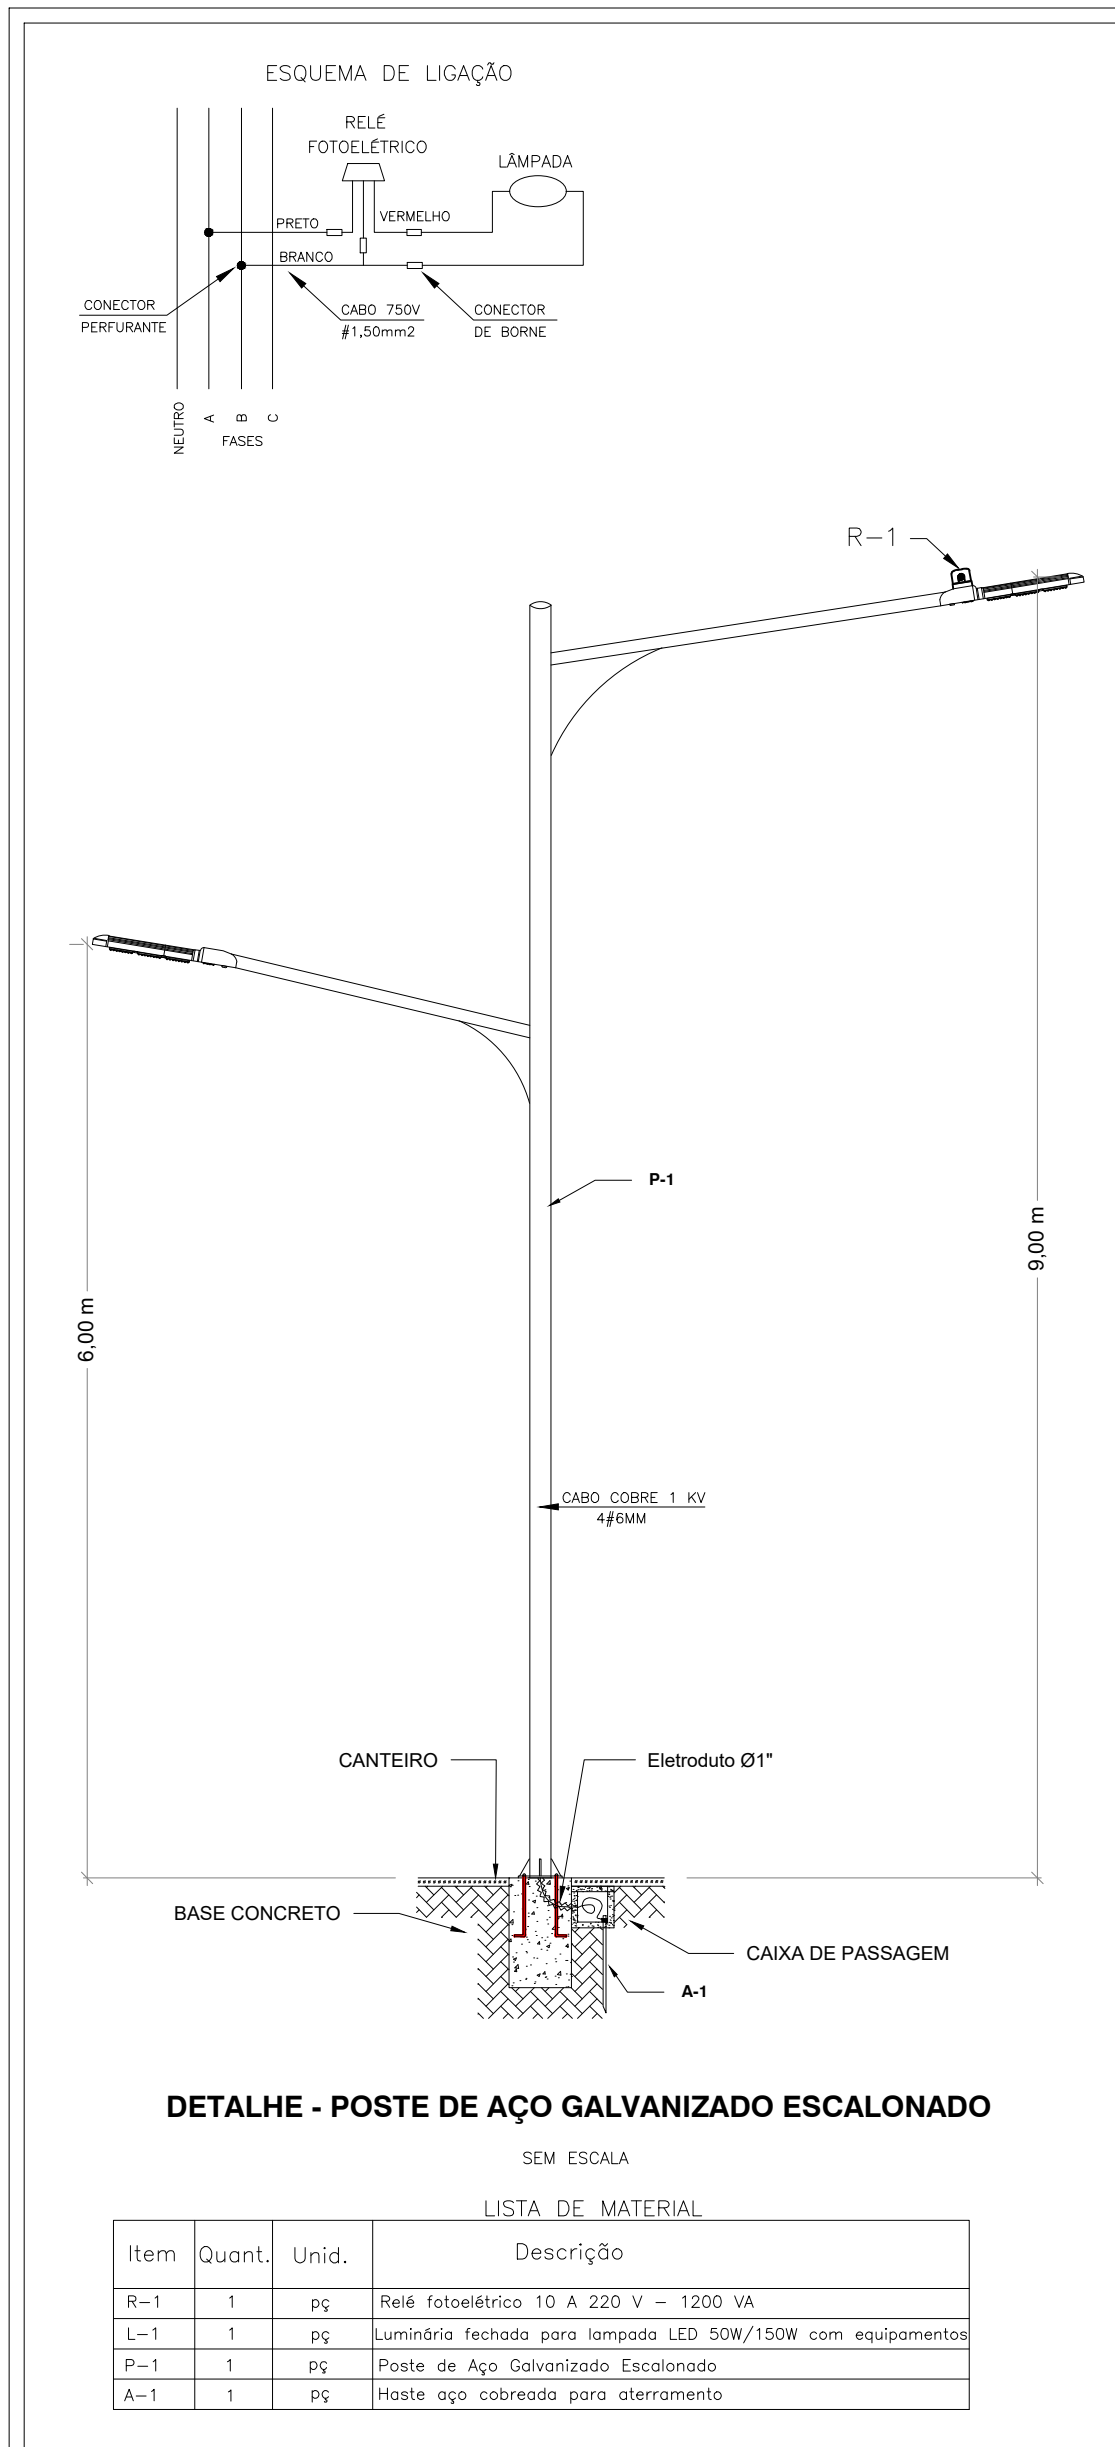 ESQUEMA DE LIGAÇÃO
RELÉ
FOTOELÉTRICO
LÂMPADA
PRETO
VERMELHO
BRANCO
CONECTOR
PERFURANTE
CABO 750V
#1,50mm2
CONECTOR
DE BORNE
NEUTRO
A
B
C
FASES
R-1
P-1
9,00 m
6,00 m
CABO COBRE 1 KV
4#6MM
CANTEIRO
Eletroduto Ø1"
BASE CONCRETO
CAIXA DE PASSAGEM
A-1
DETALHE - POSTE DE AÇO GALVANIZADO ESCALONADO
SEM ESCALA
LISTA DE MATERIAL
Item Quant. Unid. Descrição
R-1 1 pç Relé fotoelétrico 10 A 220 V - 1200 VA
L-1 1 pç Luminária fechada para lampada LED 50W/150W com equipamentos
P-1 1 pç Poste de Aço Galvanizado Escalonado
A-1 1 pç Haste aço cobreada para aterramento